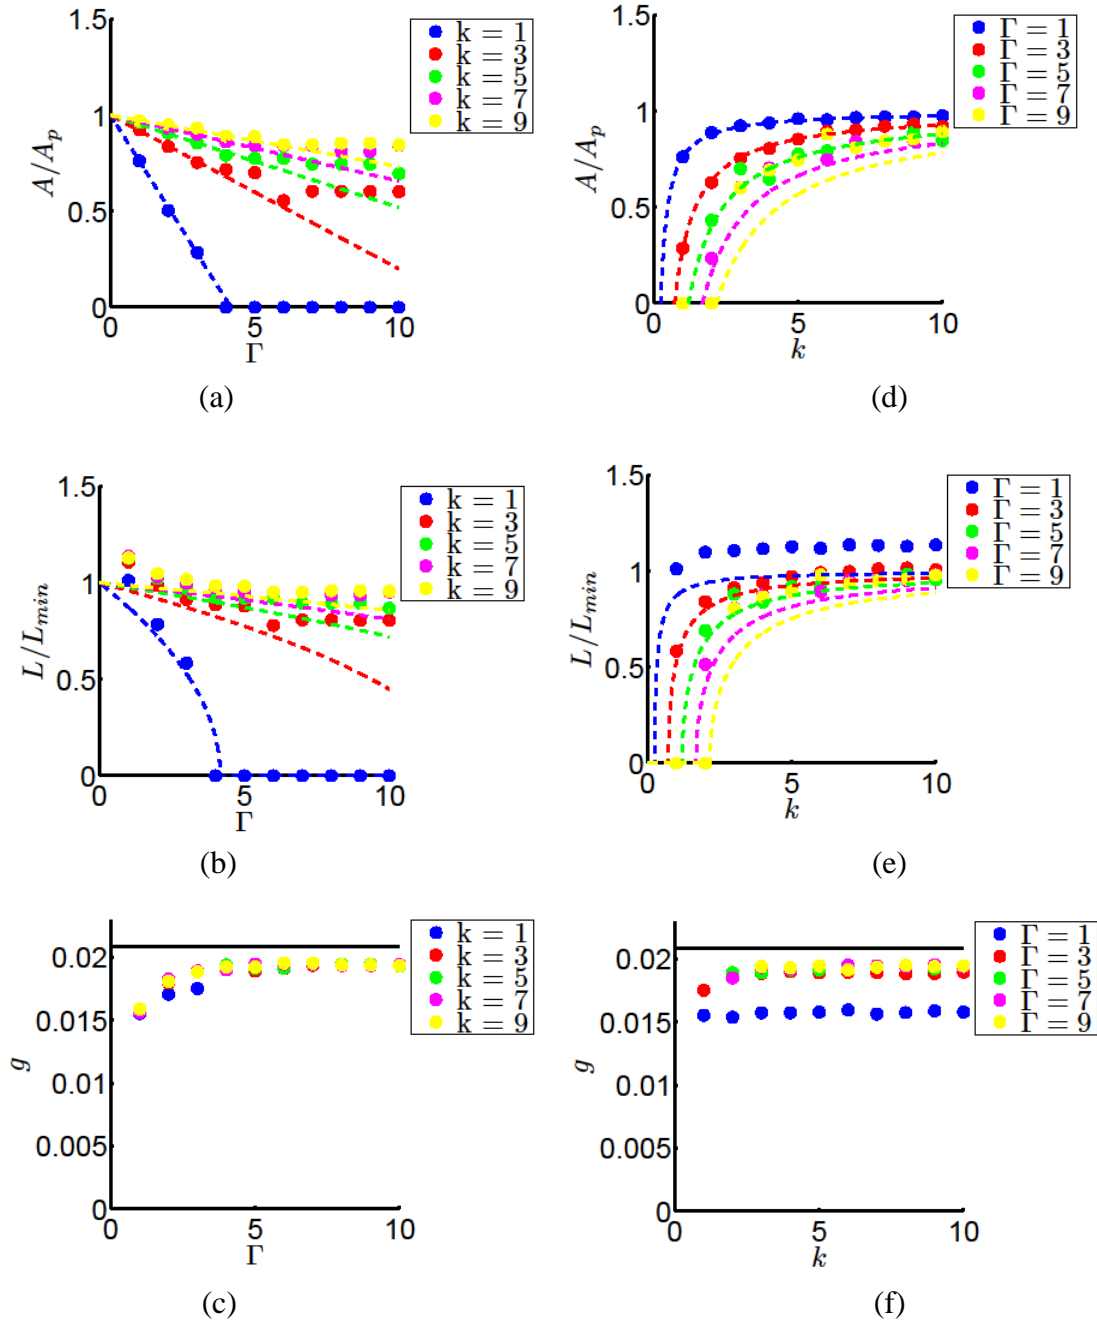 1.5
1
0.5
0
0
5
10
A/A_p
Γ
k = 1
k = 3
k = 5
k = 7
k = 9
(a)
1.5
1
0.5
0
0
5
10
A/A_p
k
Γ = 1
Γ = 3
Γ = 5
Γ = 7
Γ = 9
(d)
1.5
1
0.5
0
0
5
10
L/L_min
Γ
k = 1
k = 3
k = 5
k = 7
k = 9
(b)
1.5
1
0.5
0
0
5
10
L/L_min
k
Γ = 1
Γ = 3
Γ = 5
Γ = 7
Γ = 9
(e)
0.02
0.015
0.01
0.005
0
0
5
10
g
Γ
k = 1
k = 3
k = 5
k = 7
k = 9
(c)
0.02
0.015
0.01
0.005
0
0
5
10
g
k
Γ = 1
Γ = 3
Γ = 5
Γ = 7
Γ = 9
(f)